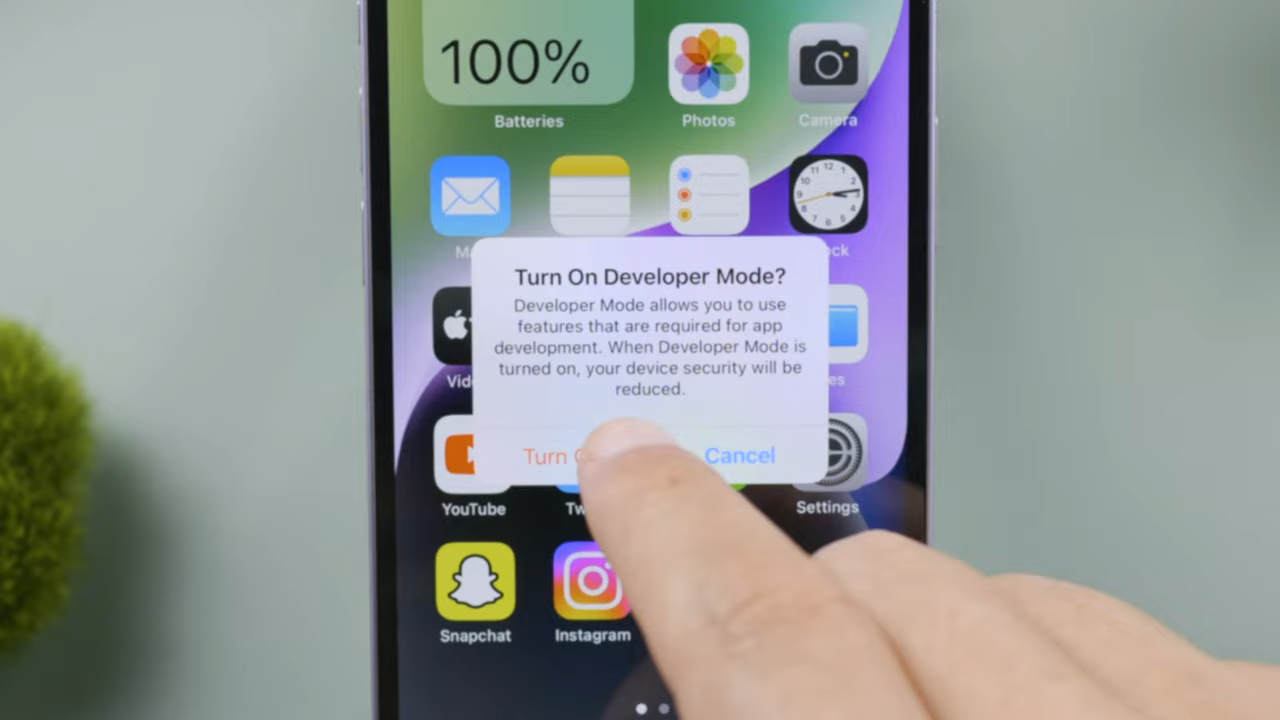 100%
Batteries
Photos
Camera
Turn On Developer Mode?
Developer Mode allows you to use
features that are required for app
development. When Developer Mode is
turned on, your device security will be
reduced.
Turn
Cancel
YouTube
Settings
Snapchat
Instagram